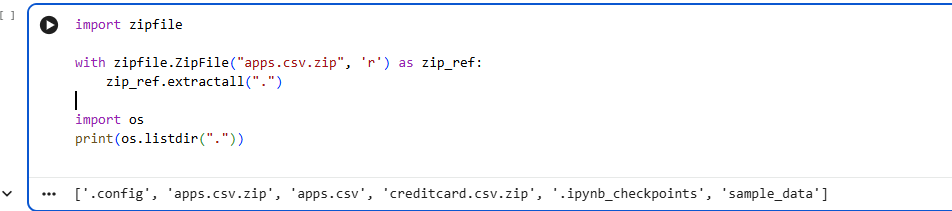 [ ]
import zipfile
with zipfile.ZipFile("apps.csv.zip", 'r') as zip_ref:
    zip_ref.extractall(".")
import os
print(os.listdir("."))
['.config', 'apps.csv.zip', 'apps.csv', 'creditcard.csv.zip', '.ipynb_checkpoints', 'sample_data']